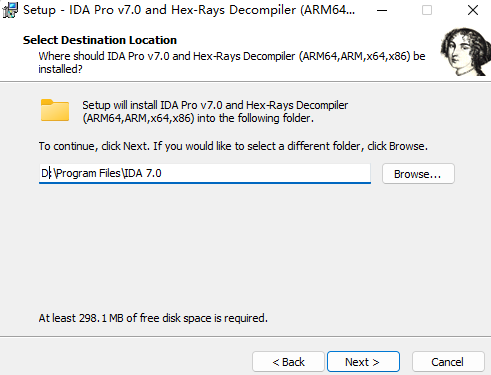 Setup - IDA Pro v7.0 and Hex-Rays Decompiler (ARM64...
Select Destination Location
Where should IDA Pro v7.0 and Hex-Rays Decompiler (ARM64,ARM,x64,x86) be
installed?
Setup will install IDA Pro v7.0 and Hex-Rays Decompiler
(ARM64,ARM,x64,x86) into the following folder.
To continue, click Next. If you would like to select a different folder, click Browse.
D:\Program Files\IDA 7.0
Browse...
At least 298.1 MB of free disk space is required.
< Back
Next >
Cancel